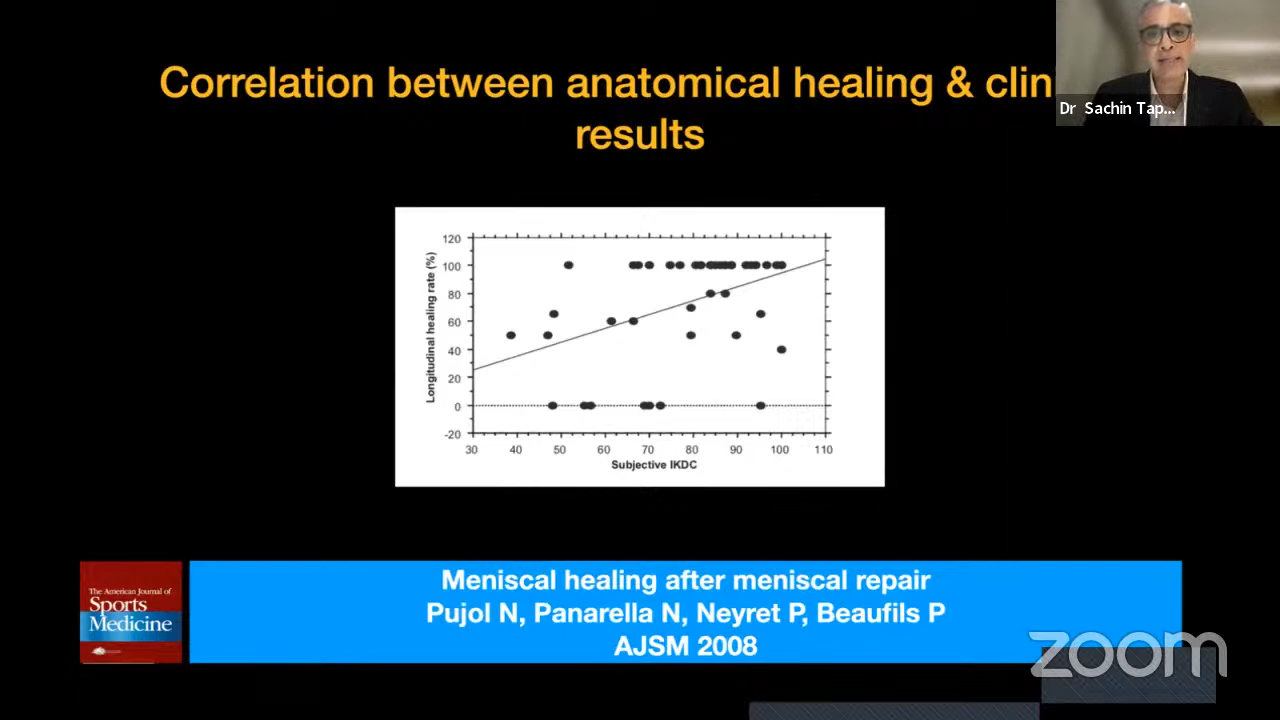 Correlation between anatomical healing & clin
results
Dr Sachin Tap...
Longitudinal healing rate (%)
120
100
80
60
40
20
0
-20
30 40 50 60 70 80 90 100 110
Subjective IKDC
The American Journal of
Sports
Medicine
Meniscal healing after meniscal repair
Pujol N, Panarella N, Neyret P, Beaufils P
AJSM 2008
zoom